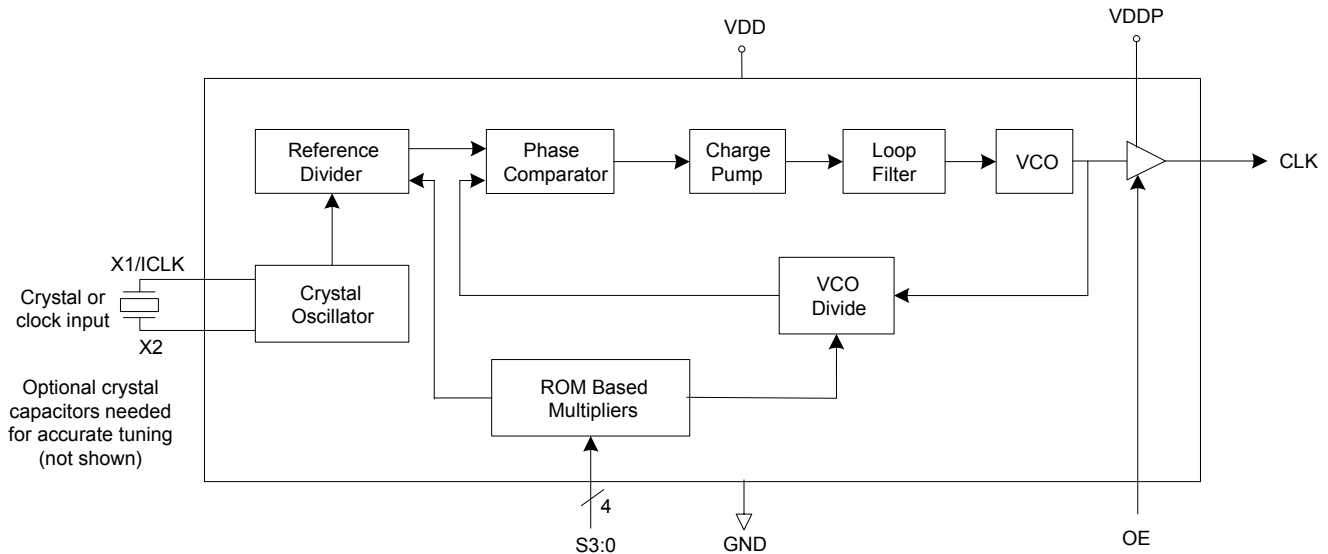 VDD
VDDP
Reference
Divider
Phase
Comparator
Charge
Pump
Loop
Filter
VCO
CLK
X1/ICLK
Crystal or
clock input
X2
Crystal
Oscillator
VCO
Divide
Optional crystal
capacitors needed
for accurate tuning
(not shown)
ROM Based
Multipliers
4
S3:0
GND
OE